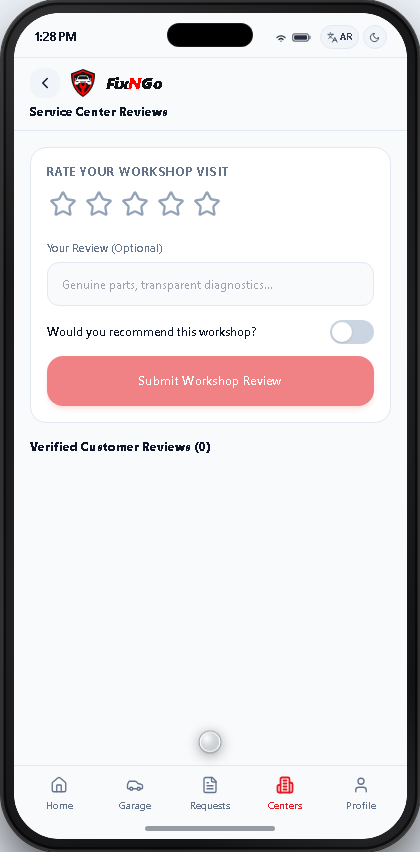 1:28 PM
AR
FixNGo
Service Center Reviews
RATE YOUR WORKSHOP VISIT
Your Review (Optional)
Genuine parts, transparent diagnostics...
Would you recommend this workshop?
Submit Workshop Review
Verified Customer Reviews (0)
Home Garage Requests Centers Profile